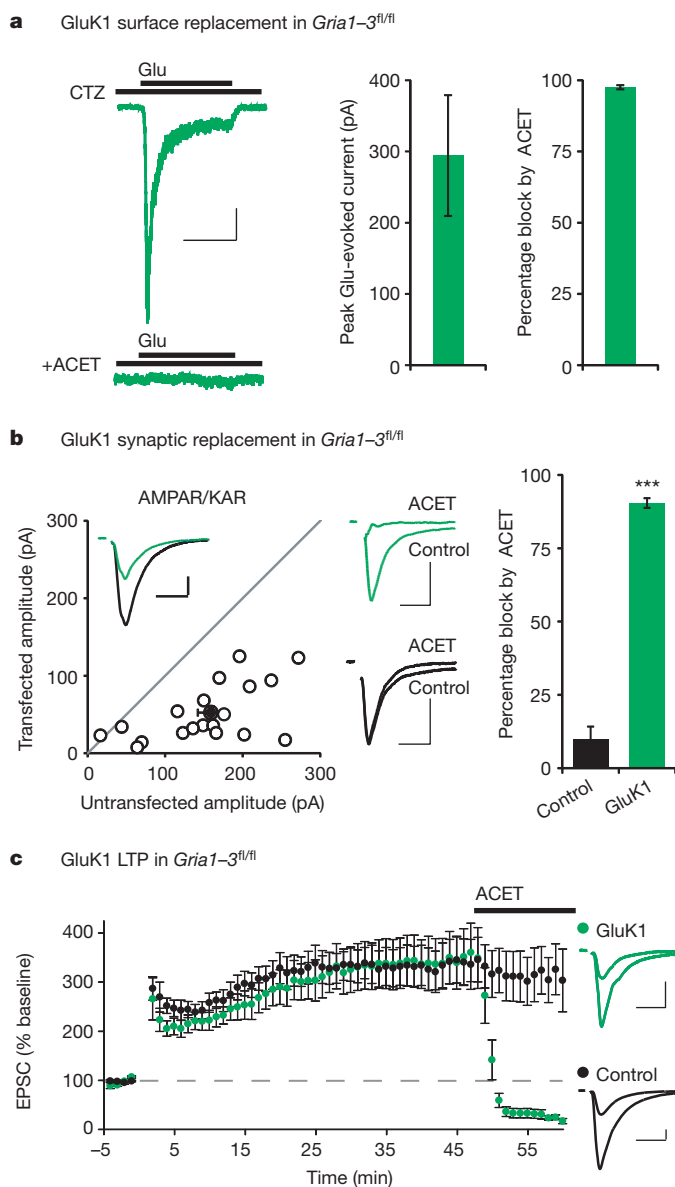 a GluK1 surface replacement in Gria1–3fl/fl
Glu
CTZ
Glu
+ACET
Peak Glu-evoked current (pA)
400
300
200
100
0
Percentage block by ACET
100
75
50
25
0
b GluK1 synaptic replacement in Gria1–3fl/fl
AMPAR/KAR
Transfected amplitude (pA)
300
200
100
0
0 100 200 300
Untransfected amplitude (pA)
ACET
Control
ACET
Control
Percentage block by ACET
100
75
50
25
0
***
Control
GluK1
c GluK1 LTP in Gria1–3fl/fl
ACET
EPSC (% baseline)
400
300
200
100
0
–5 5 15 25 35 45 55
Time (min)
GluK1
Control